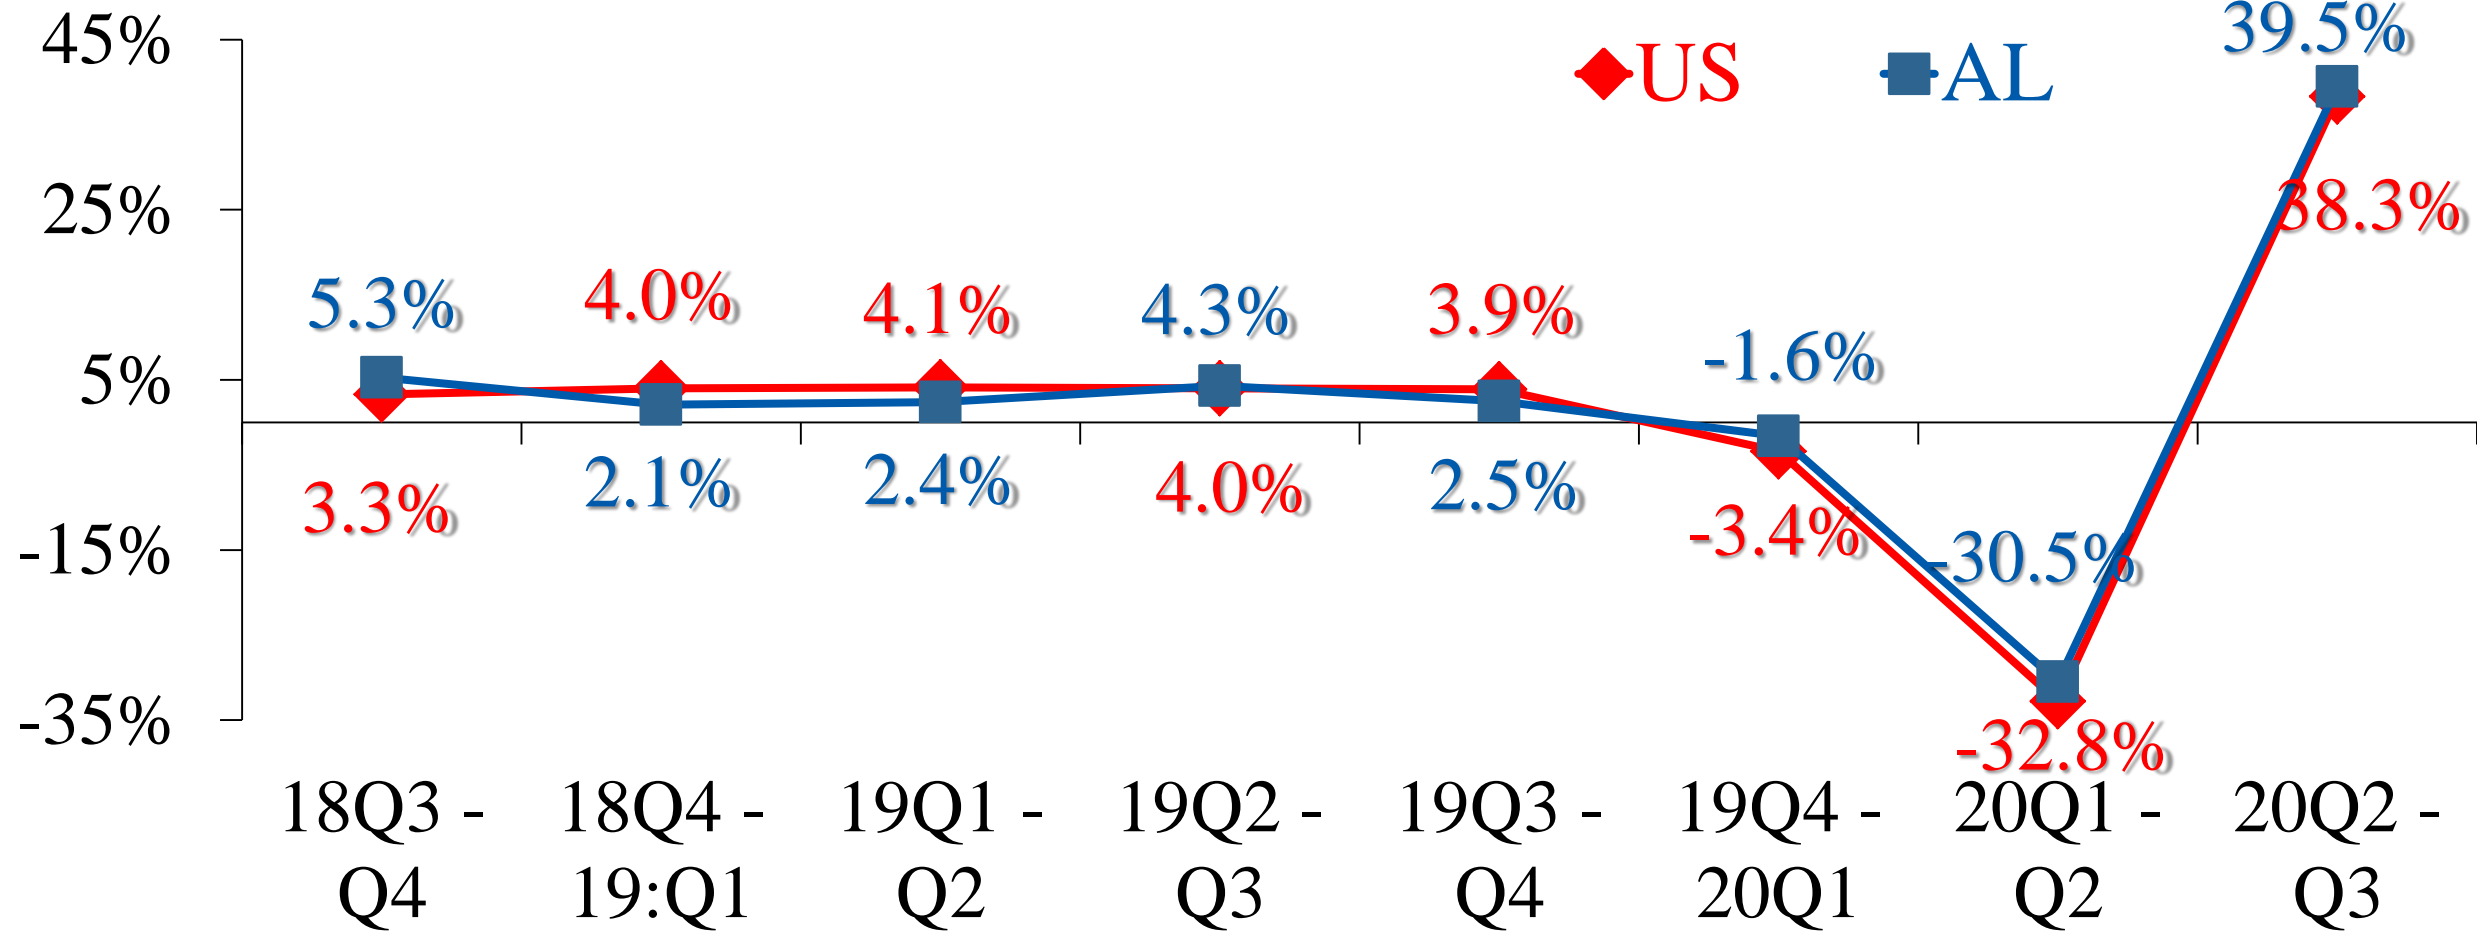 45%
25%
5%
-15%
-35%
US
AL
5.3%
4.0%
4.1%
4.3%
3.9%
-1.6%
39.5%
38.3%
3.3%
2.1%
2.4%
4.0%
2.5%
-3.4%
-30.5%
-32.8%
18Q3 -
Q4
18Q4 -
19:Q1
19Q1 -
Q2
19Q2 -
Q3
19Q3 -
Q4
19Q4 -
20Q1
20Q1 -
Q2
20Q2 -
Q3